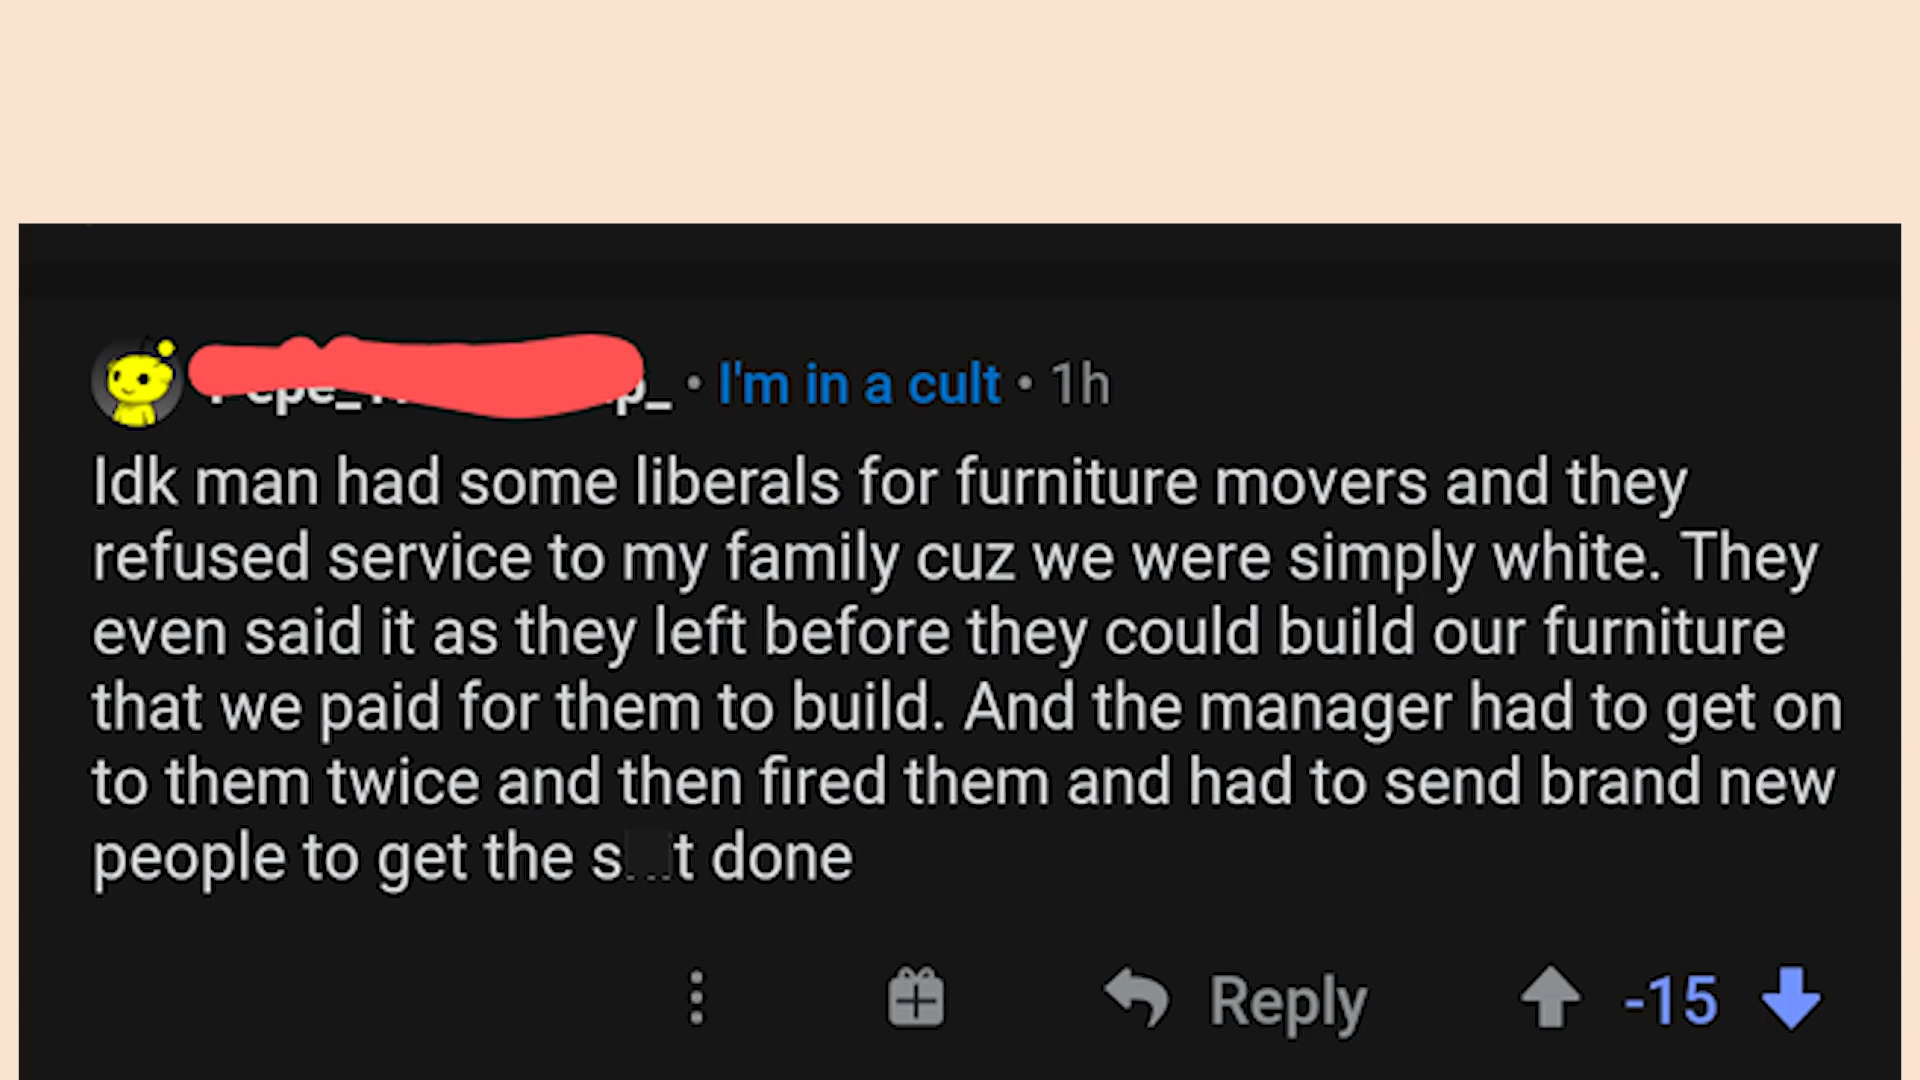 • I'm in a cult • 1h
Idk man had some liberals for furniture movers and they
refused service to my family cuz we were simply white. They
even said it as they left before they could build our furniture
that we paid for them to build. And the manager had to get on
to them twice and then fired them and had to send brand new
people to get the s...t done
Reply -15